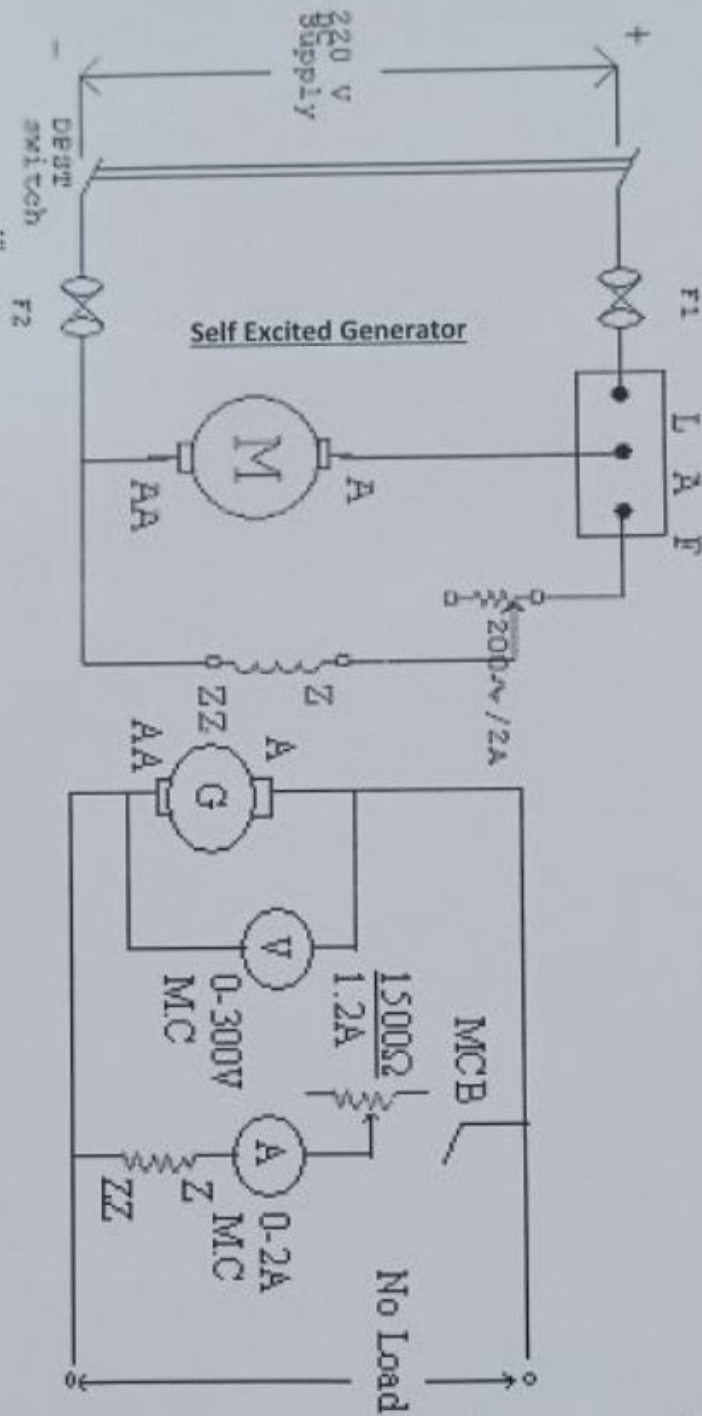 +
220 V
DC
Supply
-
DPST
switch
F1
F2
Self Excited Generator
L A F
M
A
AA
200~/2A
Z
ZZ
A
AA
G
V
0-300V
M.C
1500Ω
1.2A
MCB
A
0-2A
M.C
Z
ZZ
No Load